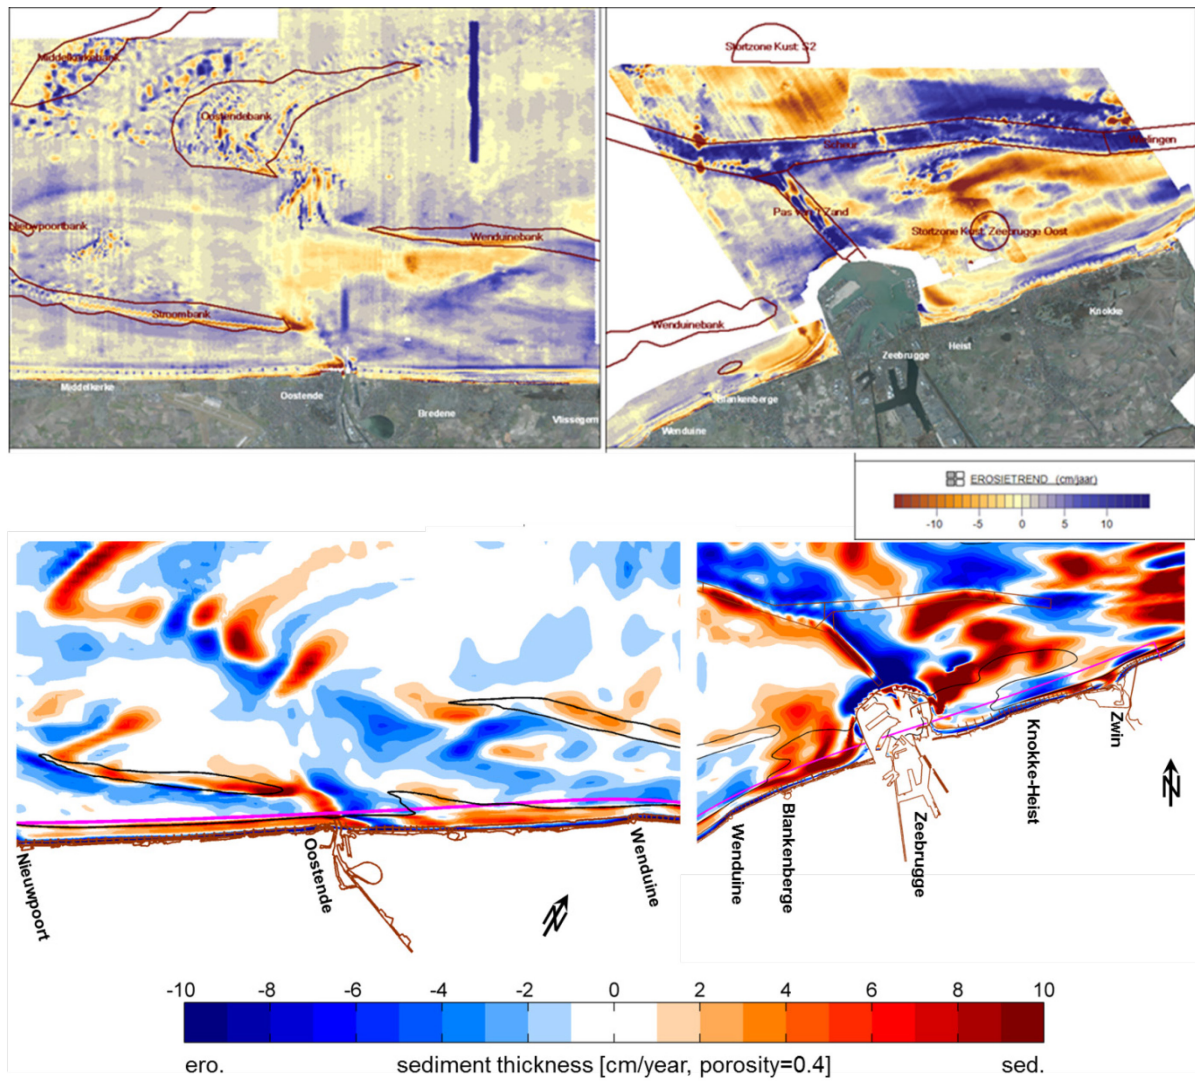 Middelkerkebank
Oostendebank
Nieuwpoortbank
Wenduinebank
Stroombank
Middelkerke
Oostende
Bredene
Vlissegem
Stortzone Kust: S2
Scheur
Wielingen
Pas van 't Zand
Stortzone Kust: Zeebrugge Oost
Wenduinebank
Knokke
Heist
Zeebrugge
Blankenberge
Wenduine
EROSIETREND (cm/jaar)
-10 -5 0 5 10
Nieuwpoort
Oostende
Wenduine
N
Wenduine
Blankenberge
Zeebrugge
Knokke-Heist
Zwin
N
-10 -8 -6 -4 -2 0 2 4 6 8 10
ero. sediment thickness [cm/year, porosity=0.4] sed.